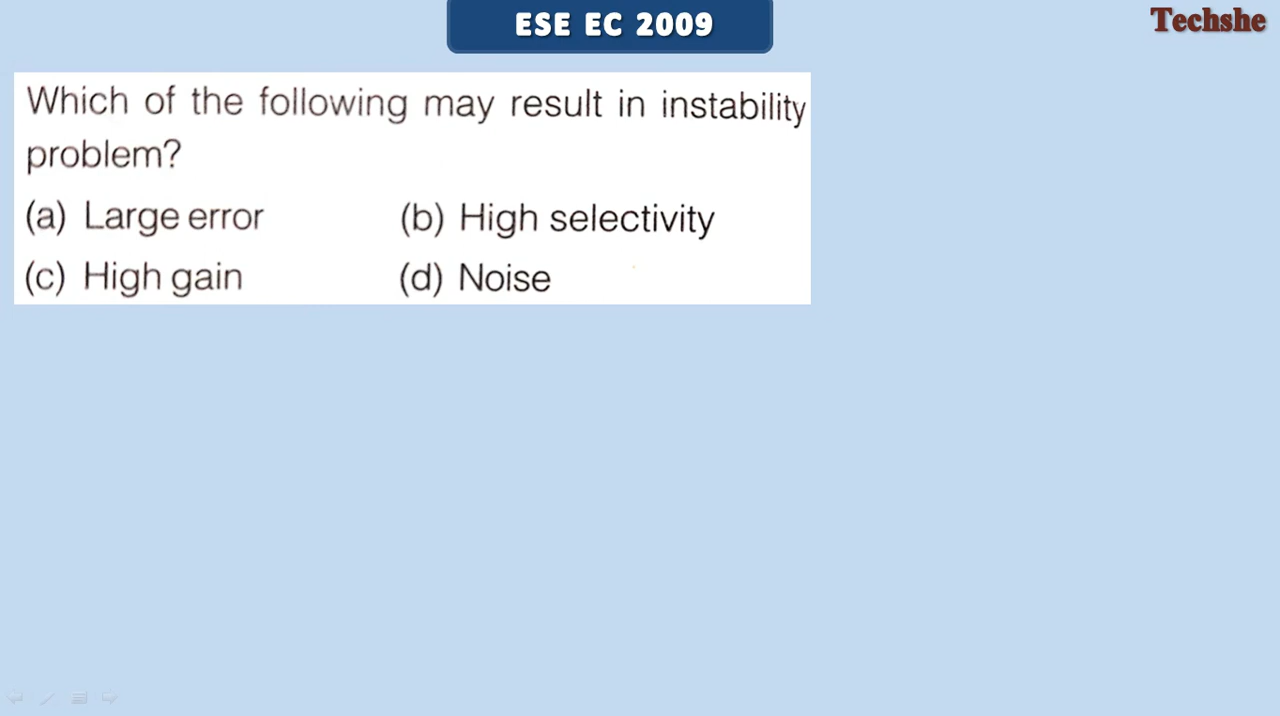 ESE EC 2009
Techshe
Which of the following may result in instability
problem?
(a) Large error (b) High selectivity
(c) High gain (d) Noise